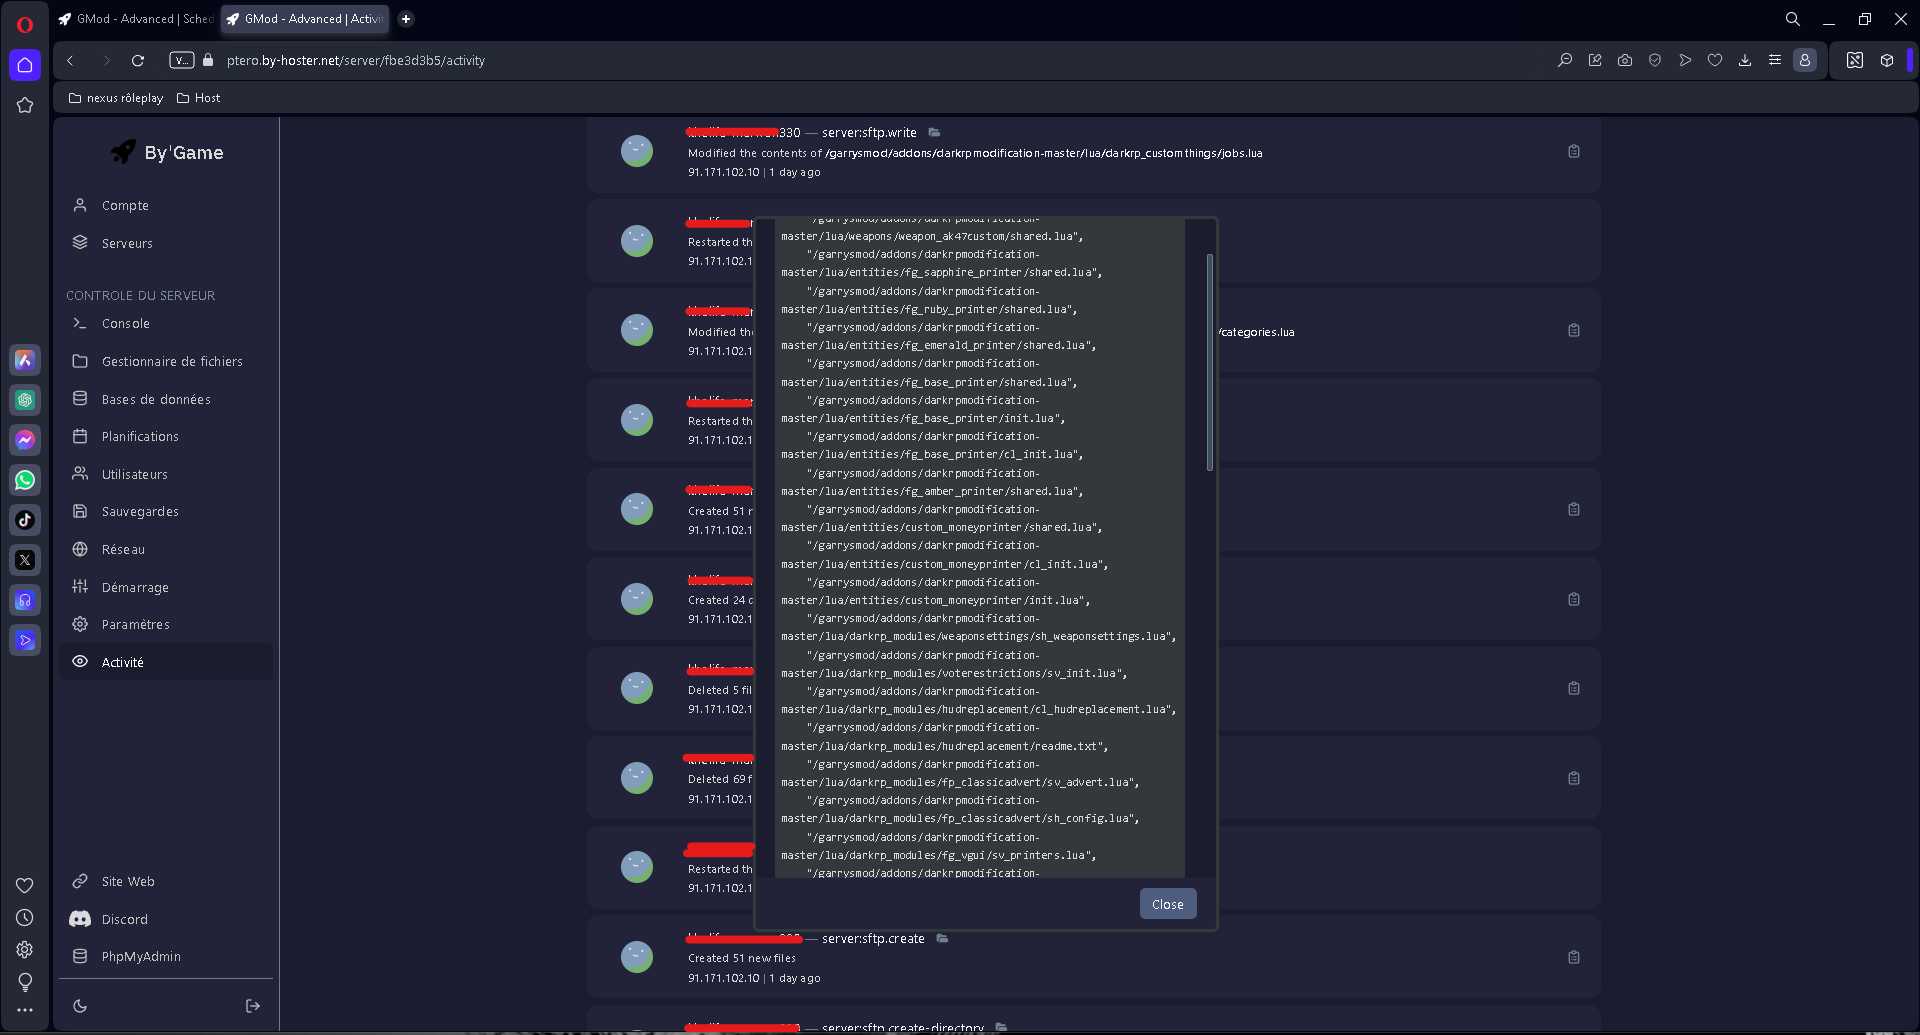 GMod - Advanced | Sched
GMod - Advanced | Activi
V...
ptero.by-hoster.net/server/fbe3d3b5/activity
nexus rôleplay
Host
By'Game
Compte
Serveurs
CONTROLE DU SERVEUR
Console
Gestionnaire de fichiers
Bases de données
Planifications
Utilisateurs
Sauvegardes
Réseau
Démarrage
Paramètres
Activité
Site Web
Discord
PhpMyAdmin
330 — server:sftp.write
Modified the contents of /garrysmod/addons/darkrpmodification-master/lua/darkrp_customthings/jobs.lua
91.171.102.10 | 1 day ago
Restarted th
91.171.102.1
Modified the
/categories.lua
91.171.102.1
Restarted th
91.171.102.1
Created 51 n
91.171.102.1
Created 24 d
91.171.102.1
Deleted 5 fil
91.171.102.1
Deleted 69 f
91.171.102.1
Restarted th
91.171.102.1
"/garrysmod/addons/darkrpmodification-
master/lua/weapons/weapon_ak47custom/shared.lua",
"/garrysmod/addons/darkrpmodification-
master/lua/entities/fg_sapphire_printer/shared.lua",
"/garrysmod/addons/darkrpmodification-
master/lua/entities/fg_ruby_printer/shared.lua",
"/garrysmod/addons/darkrpmodification-
master/lua/entities/fg_emerald_printer/shared.lua",
"/garrysmod/addons/darkrpmodification-
master/lua/entities/fg_base_printer/shared.lua",
"/garrysmod/addons/darkrpmodification-
master/lua/entities/fg_base_printer/init.lua",
"/garrysmod/addons/darkrpmodification-
master/lua/entities/fg_base_printer/cl_init.lua",
"/garrysmod/addons/darkrpmodification-
master/lua/entities/fg_amber_printer/shared.lua",
"/garrysmod/addons/darkrpmodification-
master/lua/entities/custom_moneyprinter/shared.lua",
"/garrysmod/addons/darkrpmodification-
master/lua/entities/custom_moneyprinter/cl_init.lua",
"/garrysmod/addons/darkrpmodification-
master/lua/entities/custom_moneyprinter/init.lua",
"/garrysmod/addons/darkrpmodification-
master/lua/darkrp_modules/weaponsettings/sh_weaponsettings.lua",
"/garrysmod/addons/darkrpmodification-
master/lua/darkrp_modules/voterestrictions/sv_init.lua",
"/garrysmod/addons/darkrpmodification-
master/lua/darkrp_modules/hudreplacement/cl_hudreplacement.lua",
"/garrysmod/addons/darkrpmodification-
master/lua/darkrp_modules/hudreplacement/readme.txt",
"/garrysmod/addons/darkrpmodification-
master/lua/darkrp_modules/fp_classicadvert/sv_advert.lua",
"/garrysmod/addons/darkrpmodification-
master/lua/darkrp_modules/fp_classicadvert/sh_config.lua",
"/garrysmod/addons/darkrpmodification-
master/lua/darkrp_modules/fg_vgui/sv_printers.lua",
"/garrysmod/addons/darkrpmodification-
Close
— server:sftp.create
Created 51 new files
91.171.102.10 | 1 day ago
— server:sftp.create-directory